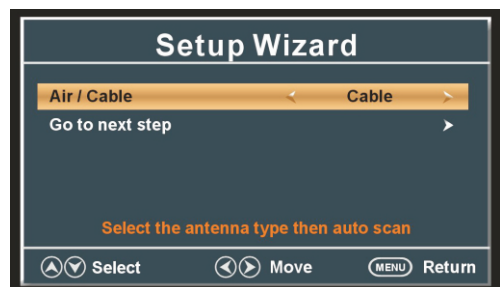 Setup Wizard
Air / Cable Cable
Go to next step
Select the antenna type then auto scan
Select Move MENU Return